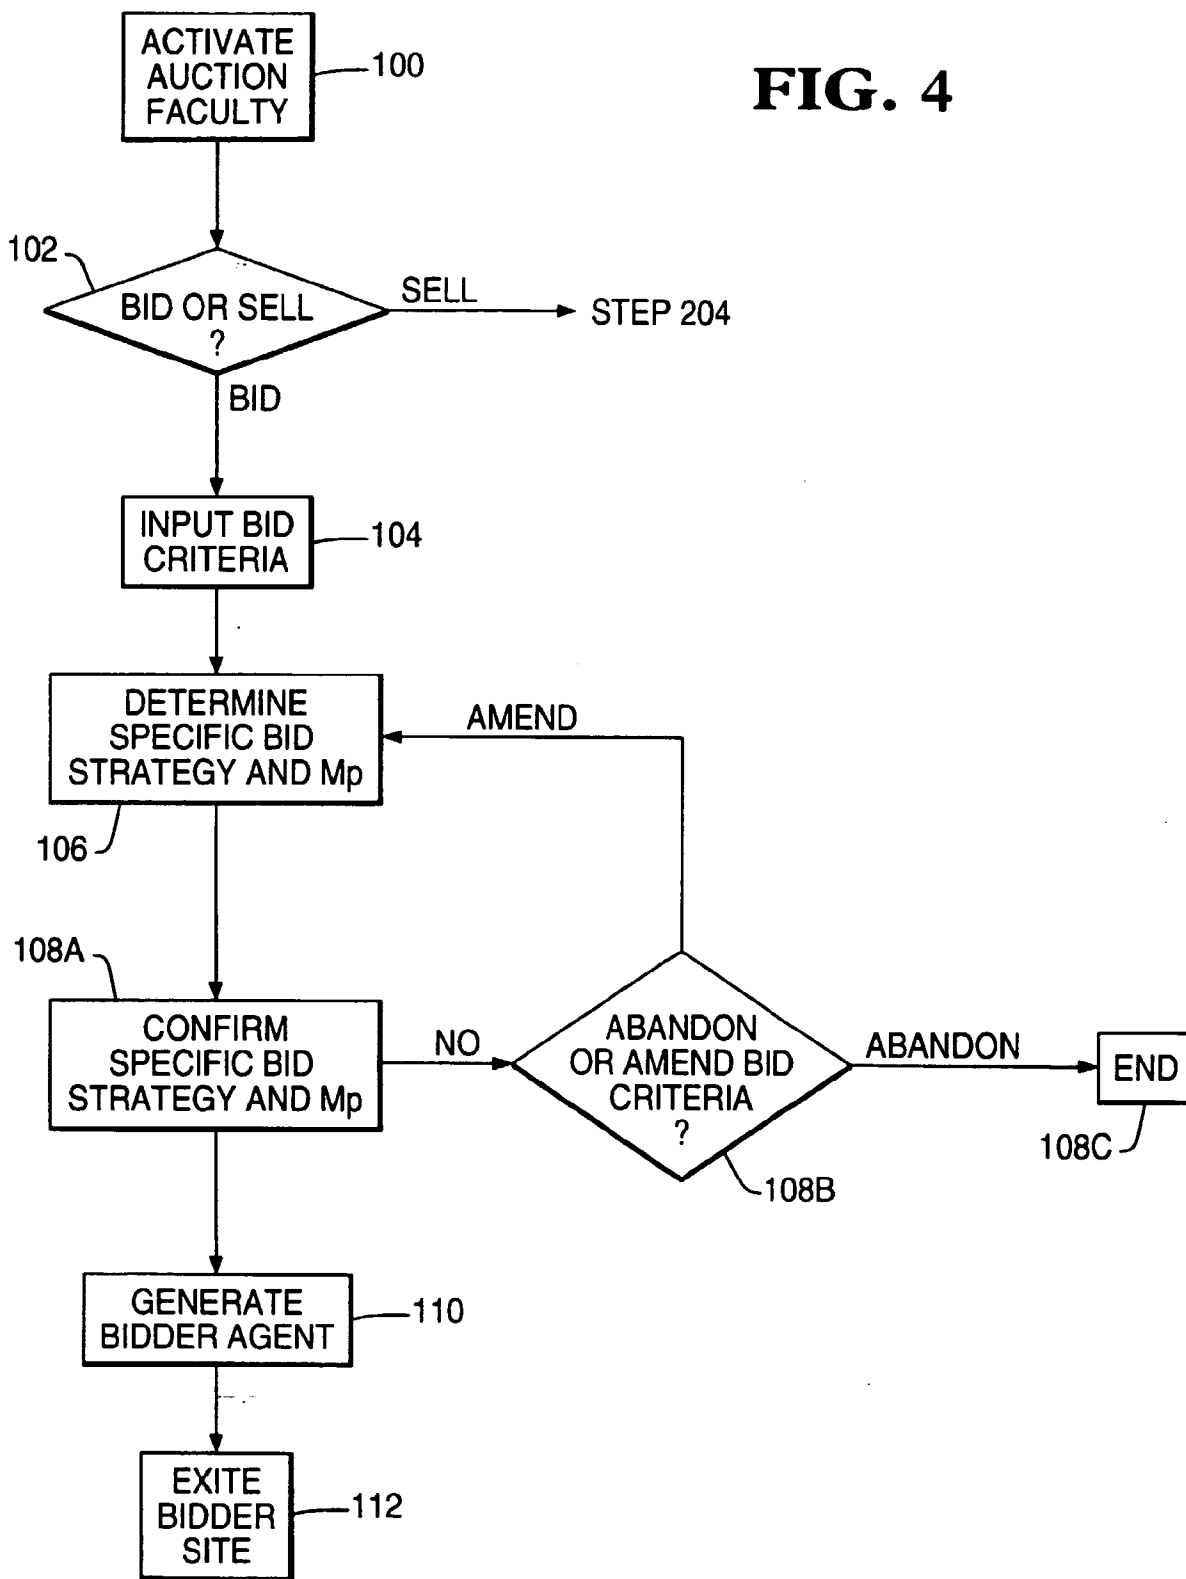 ACTIVATE
AUCTION
FACULTY
100
FIG. 4
102
BID OR SELL
?
SELL
STEP 204
BID
INPUT BID
CRITERIA
104
DETERMINE
SPECIFIC BID
STRATEGY AND Mp
AMEND
106
108A
CONFIRM
SPECIFIC BID
STRATEGY AND Mp
NO
ABANDON
OR AMEND BID
CRITERIA
?
ABANDON
END
108C
108B
GENERATE
BIDDER AGENT
110
EXITE
BIDDER
SITE
112